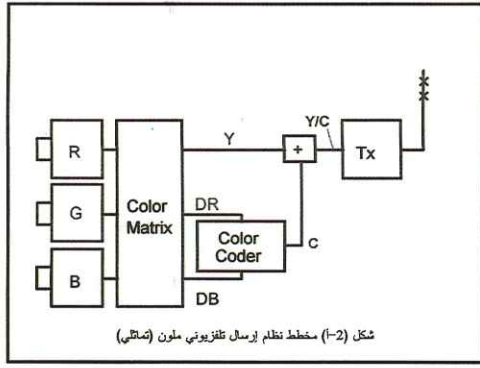 Y/C
R
Y
+
Tx
G
Color
Matrix
DR
Color
Coder
C
B
DB
شكل (2-أ) مخطط نظام إرسال تلفزيوني ملون (تماثلي)